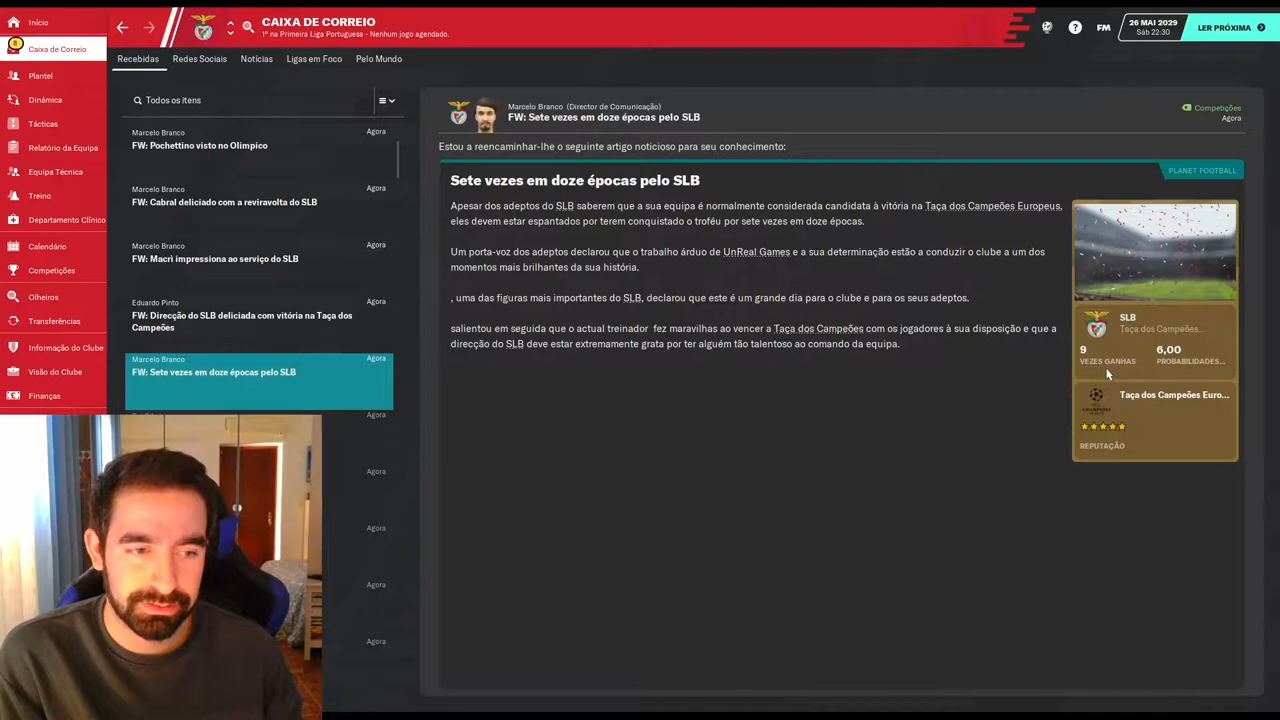 Início
CAIXA DE CORREIO
1º na Primeira Liga Portuguesa - Nenhum jogo agendado.
FM
26 MAI 2029
Sáb 22:30
LER PRÓXIMA
8
Caixa de Correio
Plantel
Dinâmica
Tácticas
Relatório da Equipa
Equipa Técnica
Treino
Departamento Clínico
Calendário
Competições
Olheiros
Transferências
Informação do Clube
Visão do Clube
Finanças
Recebidas
Redes Sociais
Notícias
Ligas em Foco
Pelo Mundo
Todos os itens
Marcelo Branco
Agora
FW: Pochettino visto no Olimpico
Marcelo Branco
Agora
FW: Cabral deliciado com a reviravolta do SLB
Marcelo Branco
Agora
FW: Macrì impressiona ao serviço do SLB
Eduardo Pinto
Agora
FW: Direcção do SLB deliciada com vitória na Taça dos
Campeões
Marcelo Branco
Agora
FW: Sete vezes em doze épocas pelo SLB
Agora
Agora
Agora
Agora
Agora
Marcelo Branco (Director de Comunicação)
FW: Sete vezes em doze épocas pelo SLB
Competições
Agora
Estou a reencaminhar-lhe o seguinte artigo noticioso para seu conhecimento:
PLANET FOOTBALL
Sete vezes em doze épocas pelo SLB
Apesar dos adeptos do SLB saberem que a sua equipa é normalmente considerada candidata à vitória na Taça dos Campeões Europeus,
eles devem estar espantados por terem conquistado o troféu por sete vezes em doze épocas.
Um porta-voz dos adeptos declarou que o trabalho árduo de UnReal Games e a sua determinação estão a conduzir o clube a um dos
momentos mais brilhantes da sua história.
, uma das figuras mais importantes do SLB, declarou que este é um grande dia para o clube e para os seus adeptos.
salientou em seguida que o actual treinador fez maravilhas ao vencer a Taça dos Campeões com os jogadores à sua disposição e que a
direcção do SLB deve estar extremamente grata por ter alguém tão talentoso ao comando da equipa.
SLB
Taça dos Campeões...
9
VEZES GANHAS
6,00
PROBABILIDADES...
Taça dos Campeões Euro...
REPUTAÇÃO